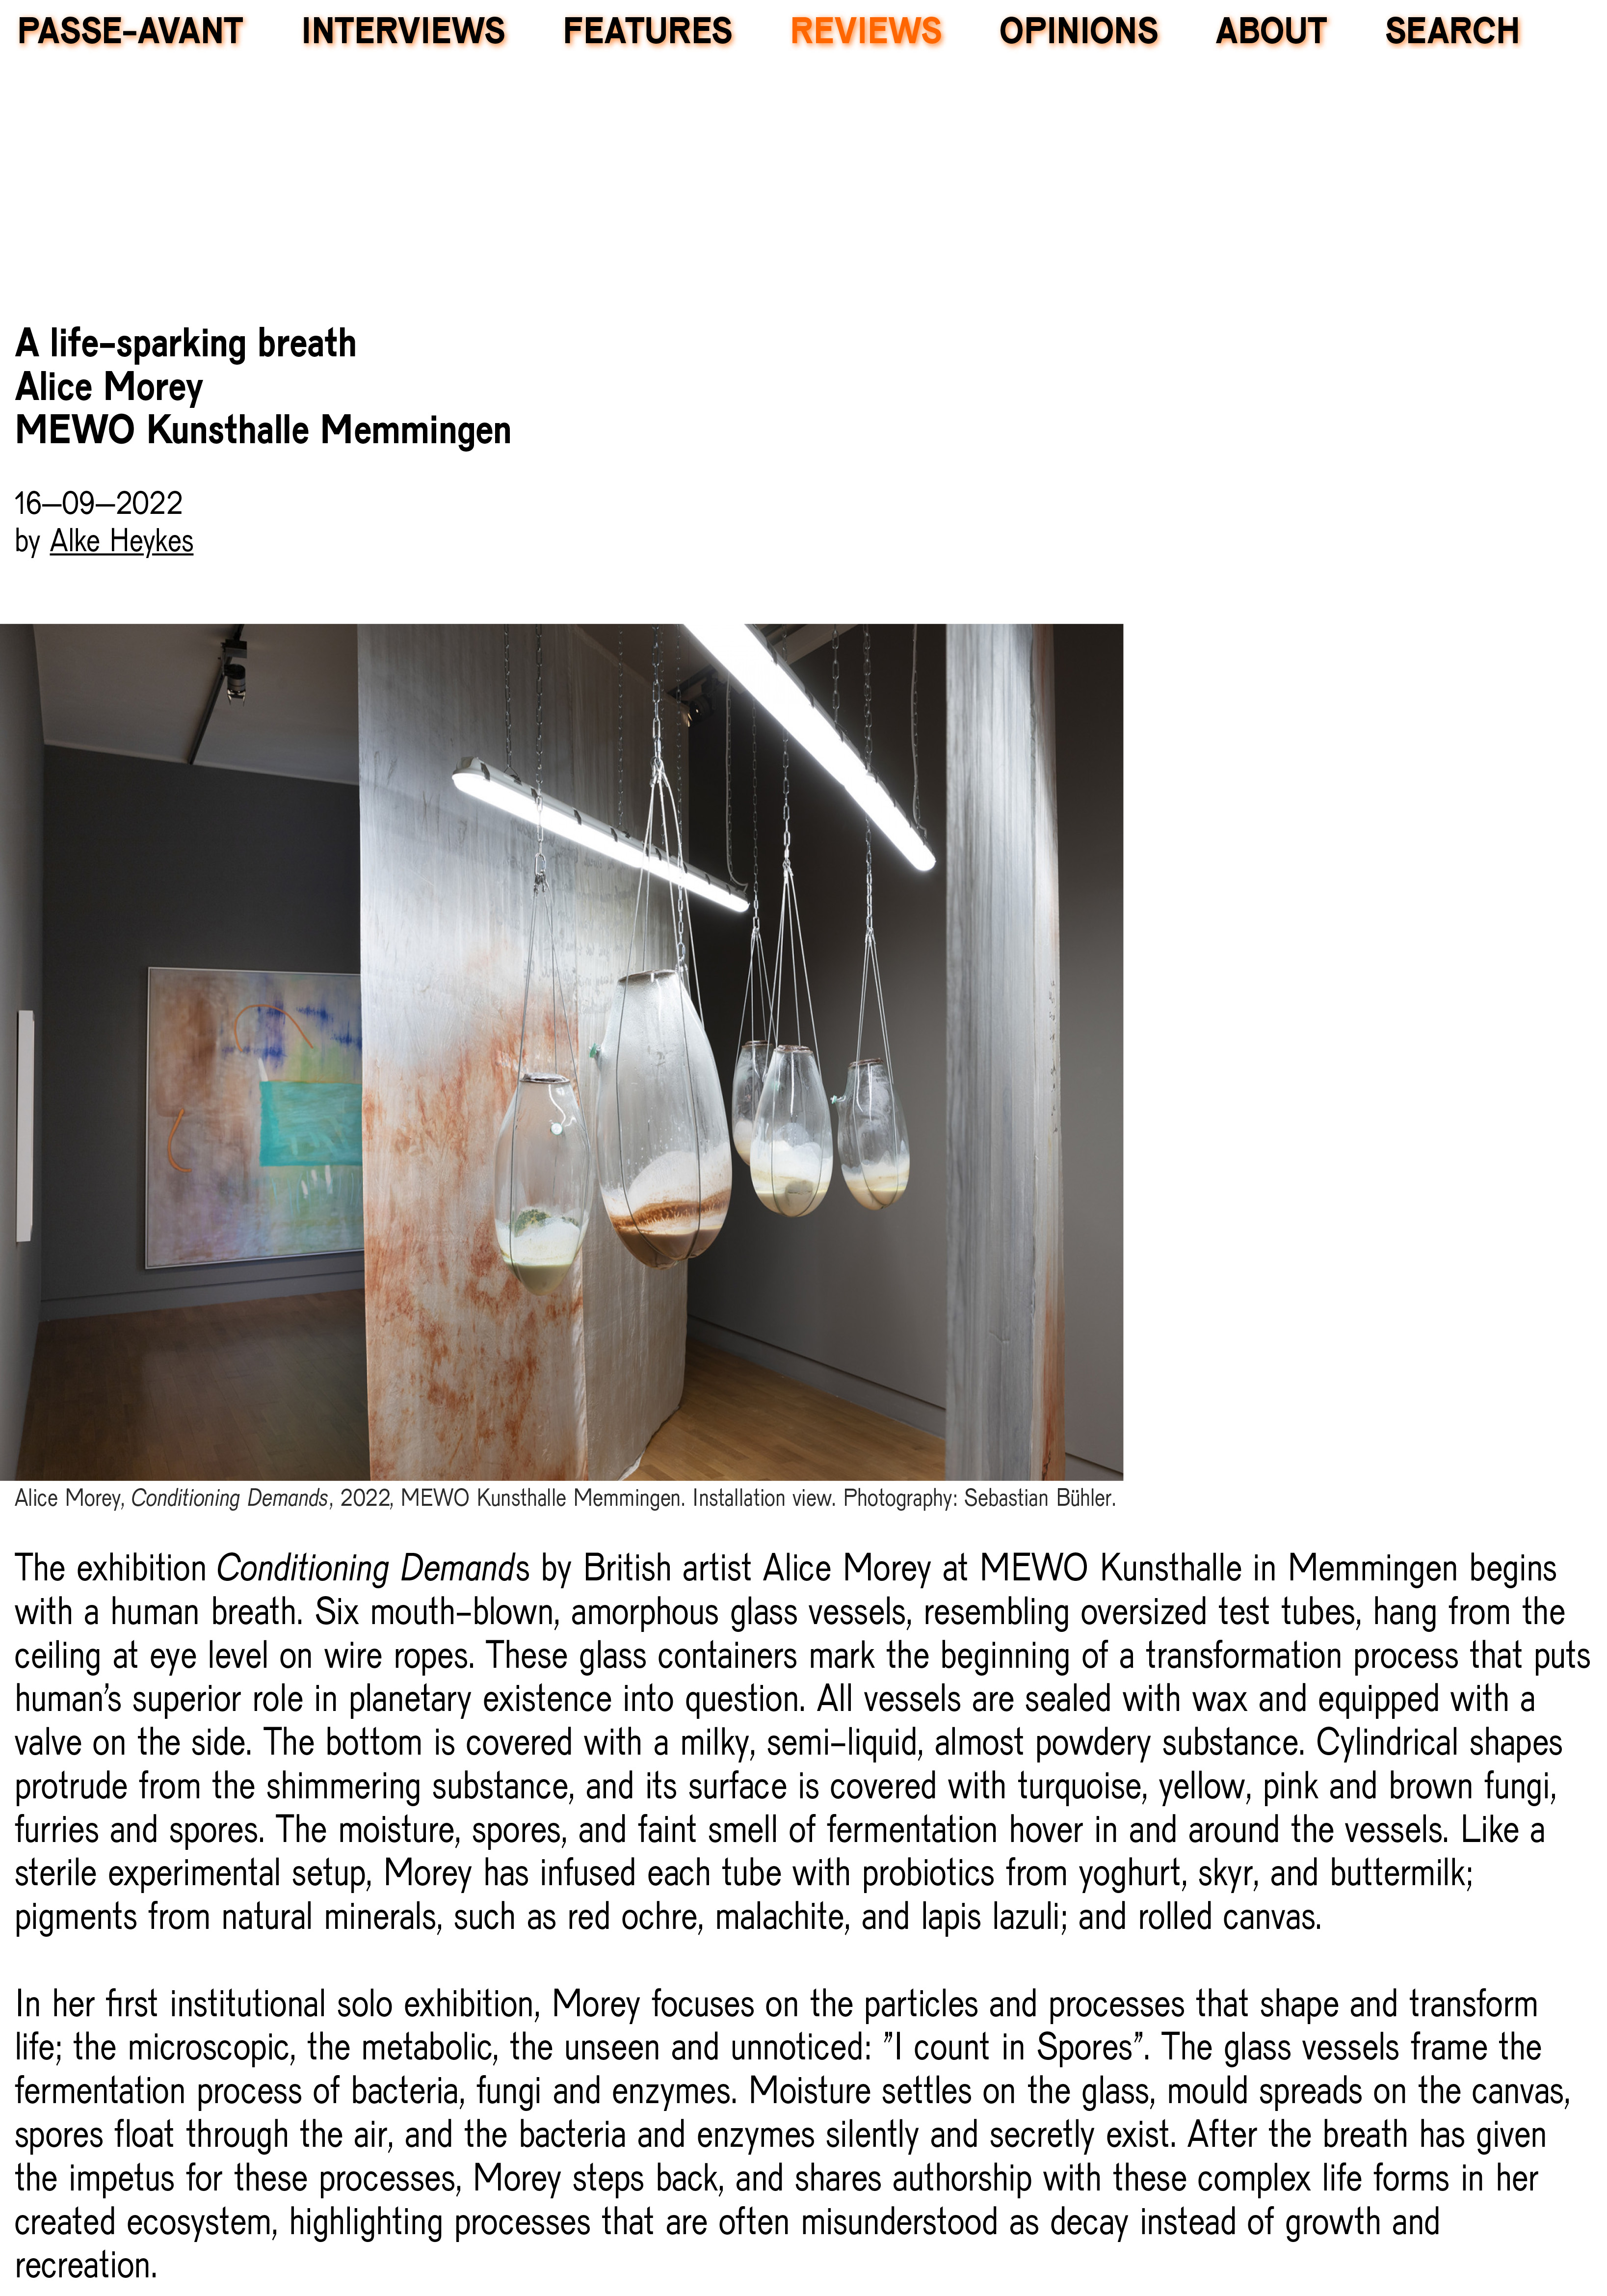 PASSE–AVANT INTERVIEWS FEATURES REVIEWS OPINIONS ABOUT SEARCH
A life–sparking breath
Alice Morey
MEWO Kunsthalle Memmingen
16—09—2022
by Alke Heykes
Alice Morey, Conditioning Demands, 2022, MEWO Kunsthalle Memmingen. Installation view. Photography: Sebastian Bühler.
The exhibition Conditioning Demands by British artist Alice Morey at MEWO Kunsthalle in Memmingen begins
with a human breath. Six mouth–blown, amorphous glass vessels, resembling oversized test tubes, hang from the
ceiling at eye level on wire ropes. These glass containers mark the beginning of a transformation process that puts
human’s superior role in planetary existence into question. All vessels are sealed with wax and equipped with a
valve on the side. The bottom is covered with a milky, semi–liquid, almost powdery substance. Cylindrical shapes
protrude from the shimmering substance, and its surface is covered with turquoise, yellow, pink and brown fungi,
furries and spores. The moisture, spores, and faint smell of fermentation hover in and around the vessels. Like a
sterile experimental setup, Morey has infused each tube with probiotics from yoghurt, skyr, and buttermilk;
pigments from natural minerals, such as red ochre, malachite, and lapis lazuli; and rolled canvas.
In her first institutional solo exhibition, Morey focuses on the particles and processes that shape and transform
life; the microscopic, the metabolic, the unseen and unnoticed: ”I count in Spores”. The glass vessels frame the
fermentation process of bacteria, fungi and enzymes. Moisture settles on the glass, mould spreads on the canvas,
spores float through the air, and the bacteria and enzymes silently and secretly exist. After the breath has given
the impetus for these processes, Morey steps back, and shares authorship with these complex life forms in her
created ecosystem, highlighting processes that are often misunderstood as decay instead of growth and
recreation.